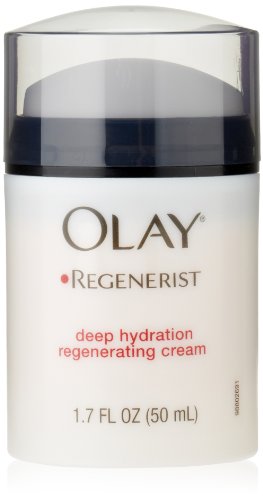 OLAY®
•REGENERIST
deep hydration
regenerating cream
1.7 FL OZ (50 mL)